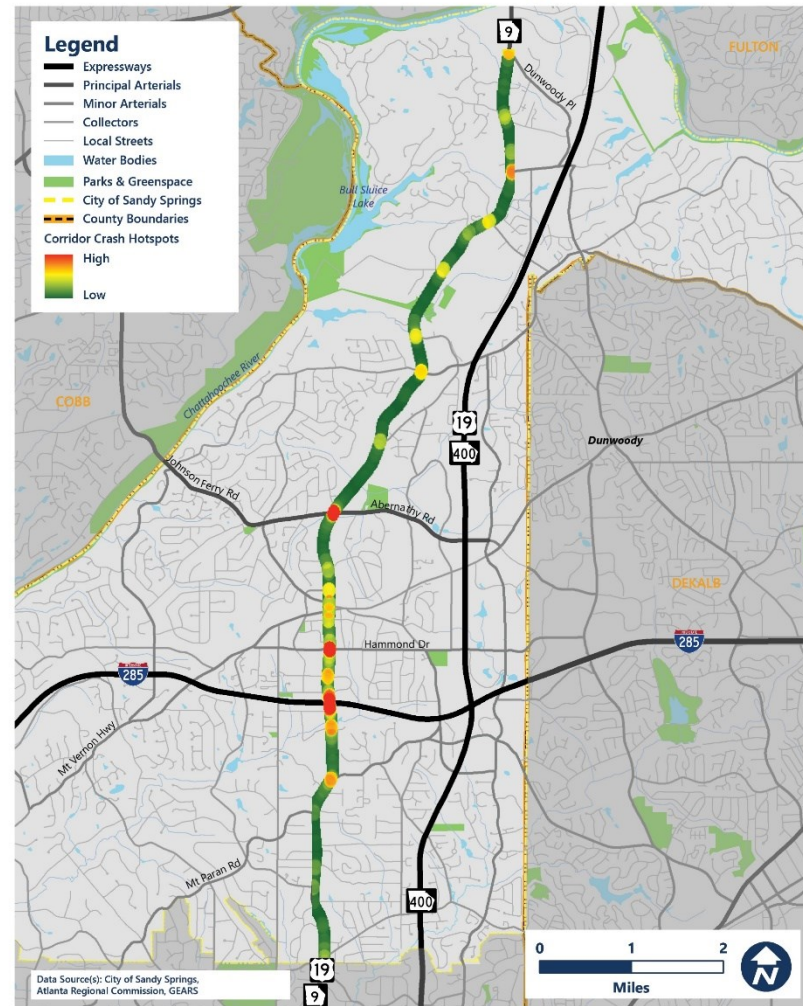 Legend
Expressways
Principal Arterials
Minor Arterials
Collectors
Local Streets
Water Bodies
Parks & Greenspace
City of Sandy Springs
County Boundaries
Corridor Crash Hotspots
High
Low
9
Dunwoody Pl
FULTON
Bull Sluice
Lake
Chattahoochee River
COBB
19
400
Dunwoody
Johnson Ferry Rd
Abernathy Rd
DEKALB
Hammond Dr
INTERSTATE
285
INTERSTATE
285
Mt Vernon Hwy
Mt Paran Rd
400
19
9
0 1 2
Miles
N
Data Source(s): City of Sandy Springs,
Atlanta Regional Commission, GEARS